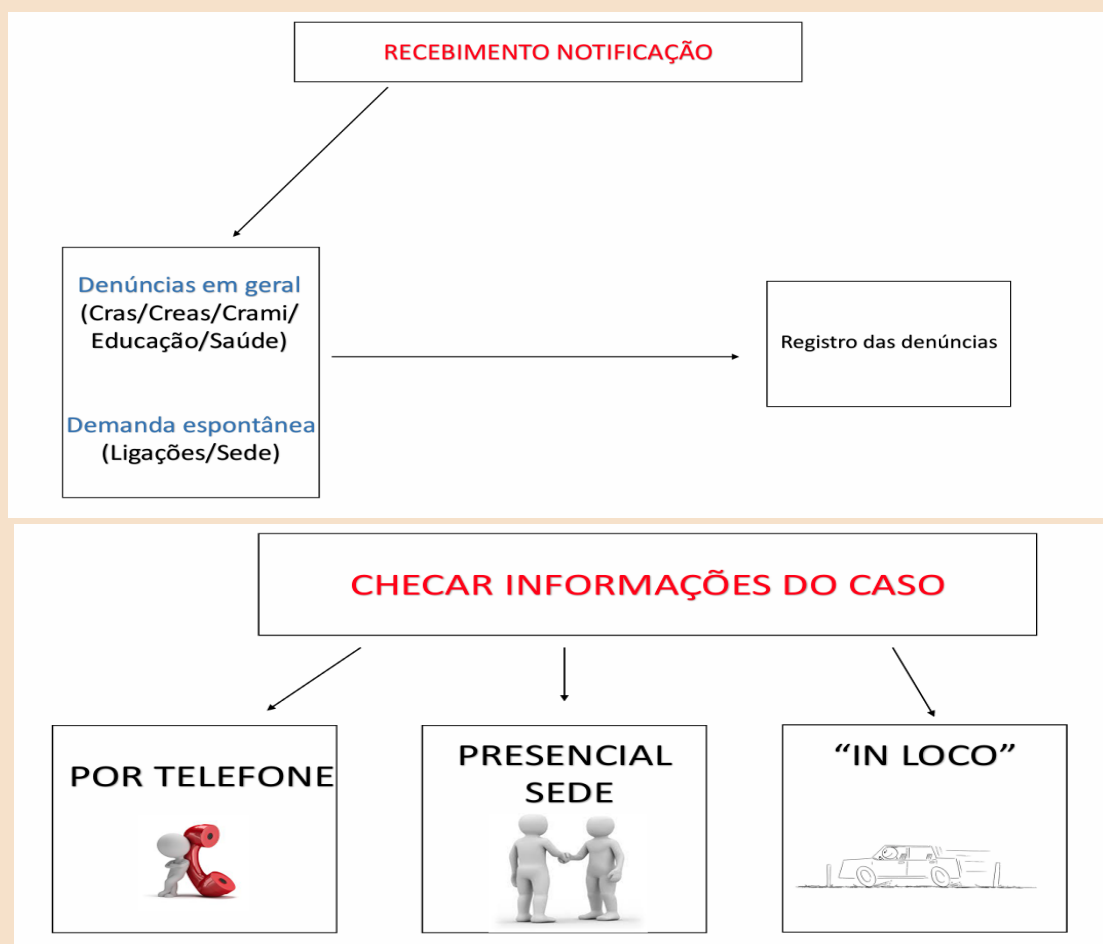 RECEBIMENTO NOTIFICAÇÃO
Denúncias em geral
(Cras/Creas/Crami/
Educação/Saúde)
Demanda espontânea
(Ligações/Sede)
Registro das denúncias
CHECAR INFORMAÇÕES DO CASO
POR TELEFONE
PRESENCIAL
SEDE
“IN LOCO”